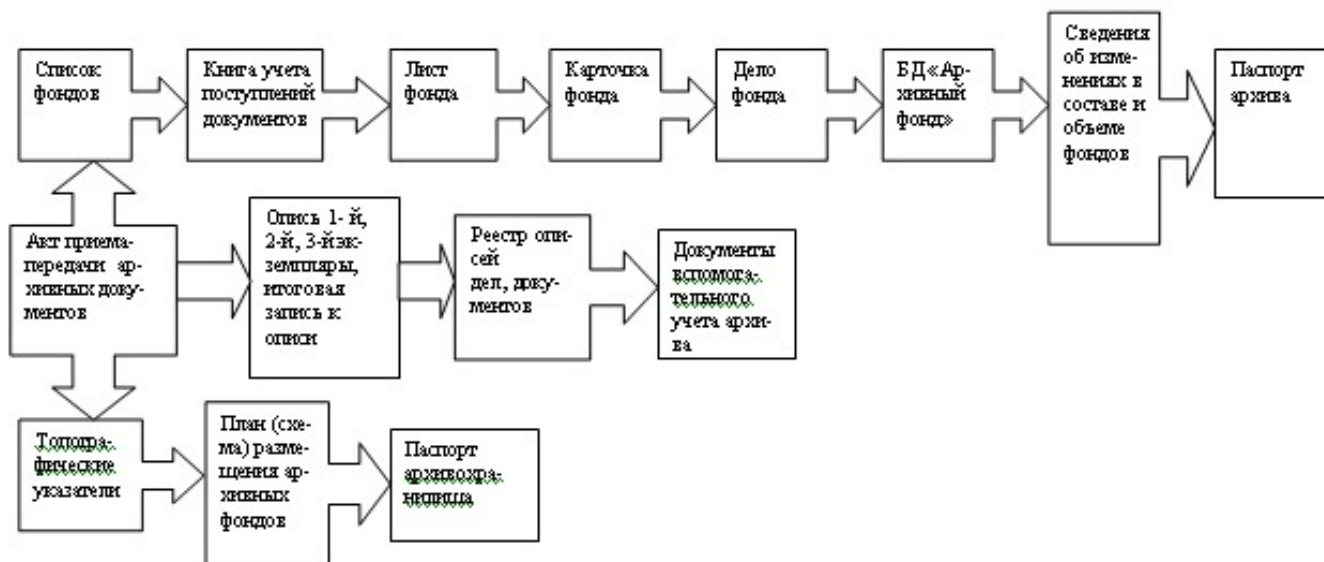 Список
фондов
Книга учета
поступлений
документов
Лист
фонда
Карточка
фонда
Дело
фонда
БД «Ар-
хивный
фонд»
Сведения
об изме-
нениях в
составе и
объеме
фондов
Паспорт
архива
Акт приема-
передачи ар-
хивных доку-
ментов
Опись 1- й,
2-й, 3-й эк-
земпляры,
итоговая
запись к
описи
Реестр опи-
сей
дел, доку-
ментов
Документы
вспомога-
тельного
учета архи-
ва
Топогра-
фические
указатели
План (схе-
ма) разме-
щения ар-
хивных
фондов
Паспорт
архивохра-
нилища